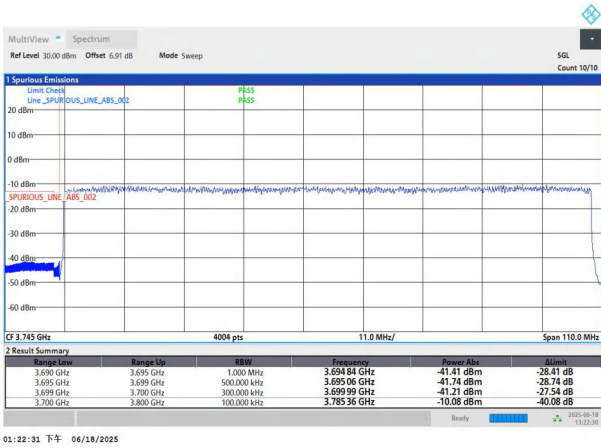 MultiView Spectrum
Ref Level 30.00 dBm Offset 6.91 dB Mode Sweep SGL
Count 10/10
1 Spurious Emissions
Limit Check PASS
Line _SPURIOUS_LINE_ABS_002 PASS
20 dBm
10 dBm
0 dBm
-10 dBm
_SPURIOUS_LINE_ABS_002
-20 dBm
-30 dBm
-40 dBm
-50 dBm
-60 dBm
CF 3.745 GHz 4004 pts 11.0 MHz/ Span 110.0 MHz
2 Result Summary
Range Low Range Up RBW Frequency Power Abs ΔLimit
3.690 GHz 3.695 GHz 1.000 MHz 3.694 84 GHz -41.41 dBm -28.41 dB
3.695 GHz 3.699 GHz 500.000 kHz 3.695 06 GHz -41.74 dBm -28.74 dB
3.699 GHz 3.700 GHz 300.000 kHz 3.699 99 GHz -41.21 dBm -27.54 dB
3.700 GHz 3.800 GHz 100.000 kHz 3.785 36 GHz -10.08 dBm -40.08 dB
Ready 2025-06-18
13:22:30
01:22:31 下午 06/18/2025